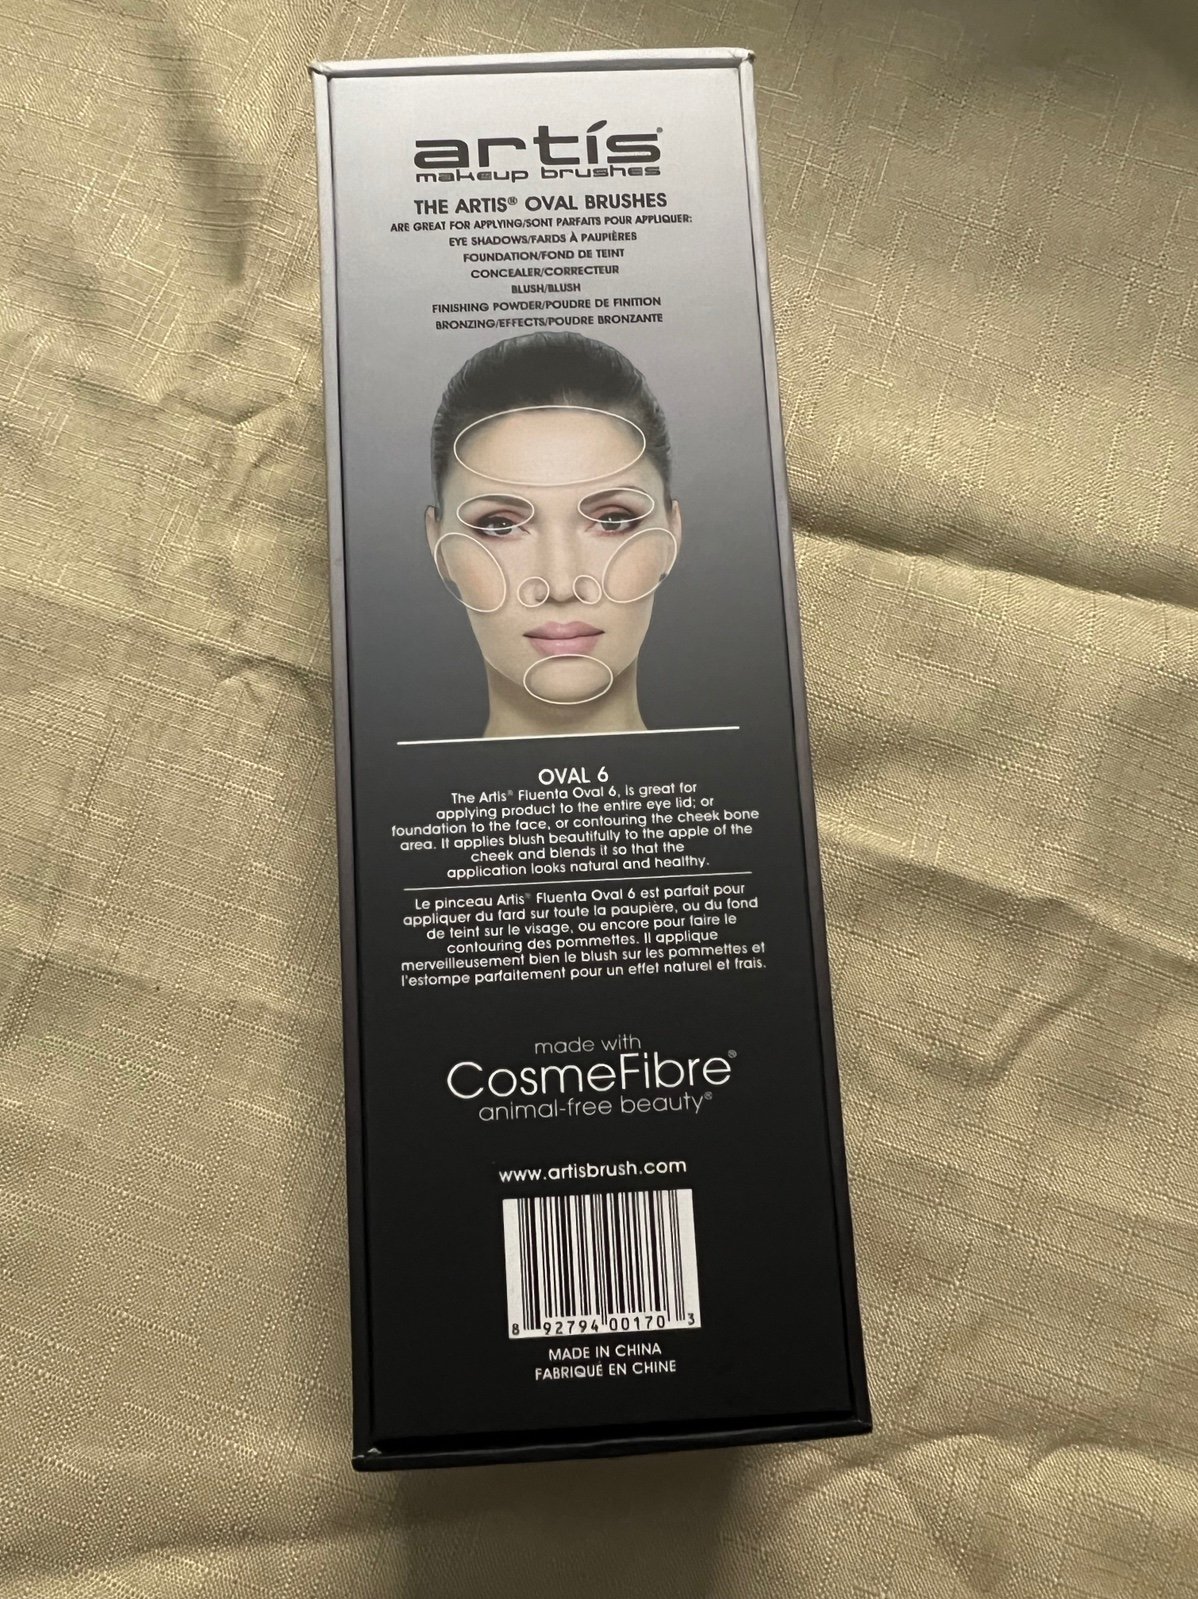 artís®
makeup brushes
THE ARTIS® OVAL BRUSHES
ARE GREAT FOR APPLYING/SONT PARFAITS POUR APPLIQUER:
EYE SHADOWS/FARDS À PAUPIÈRES
FOUNDATION/FOND DE TEINT
CONCEALER/CORRECTEUR
BLUSH/BLUSH
FINISHING POWDER/POUDRE DE FINITION
BRONZING/EFFECTS/POUDRE BRONZANTE
OVAL 6
The Artis® Fluenta Oval 6, is great for
applying product to the entire eye lid; or
foundation to the face, or contouring the cheek bone
area. It applies blush beautifully to the apple of the
cheek and blends it so that the
application looks natural and healthy.
Le pinceau Artis® Fluenta Oval 6 est parfait pour
appliquer du fard sur toute la paupière, ou du fond
de teint sur le visage, ou encore pour faire le
contouring des pommettes. Il applique
merveilleusement bien le blush sur les pommettes et
l'estompe parfaitement pour un effet naturel et frais.
made with
CosmeFibre®
animal-free beauty®
www.artisbrush.com
8 92794 00170 3
MADE IN CHINA
FABRIQUÉ EN CHINE